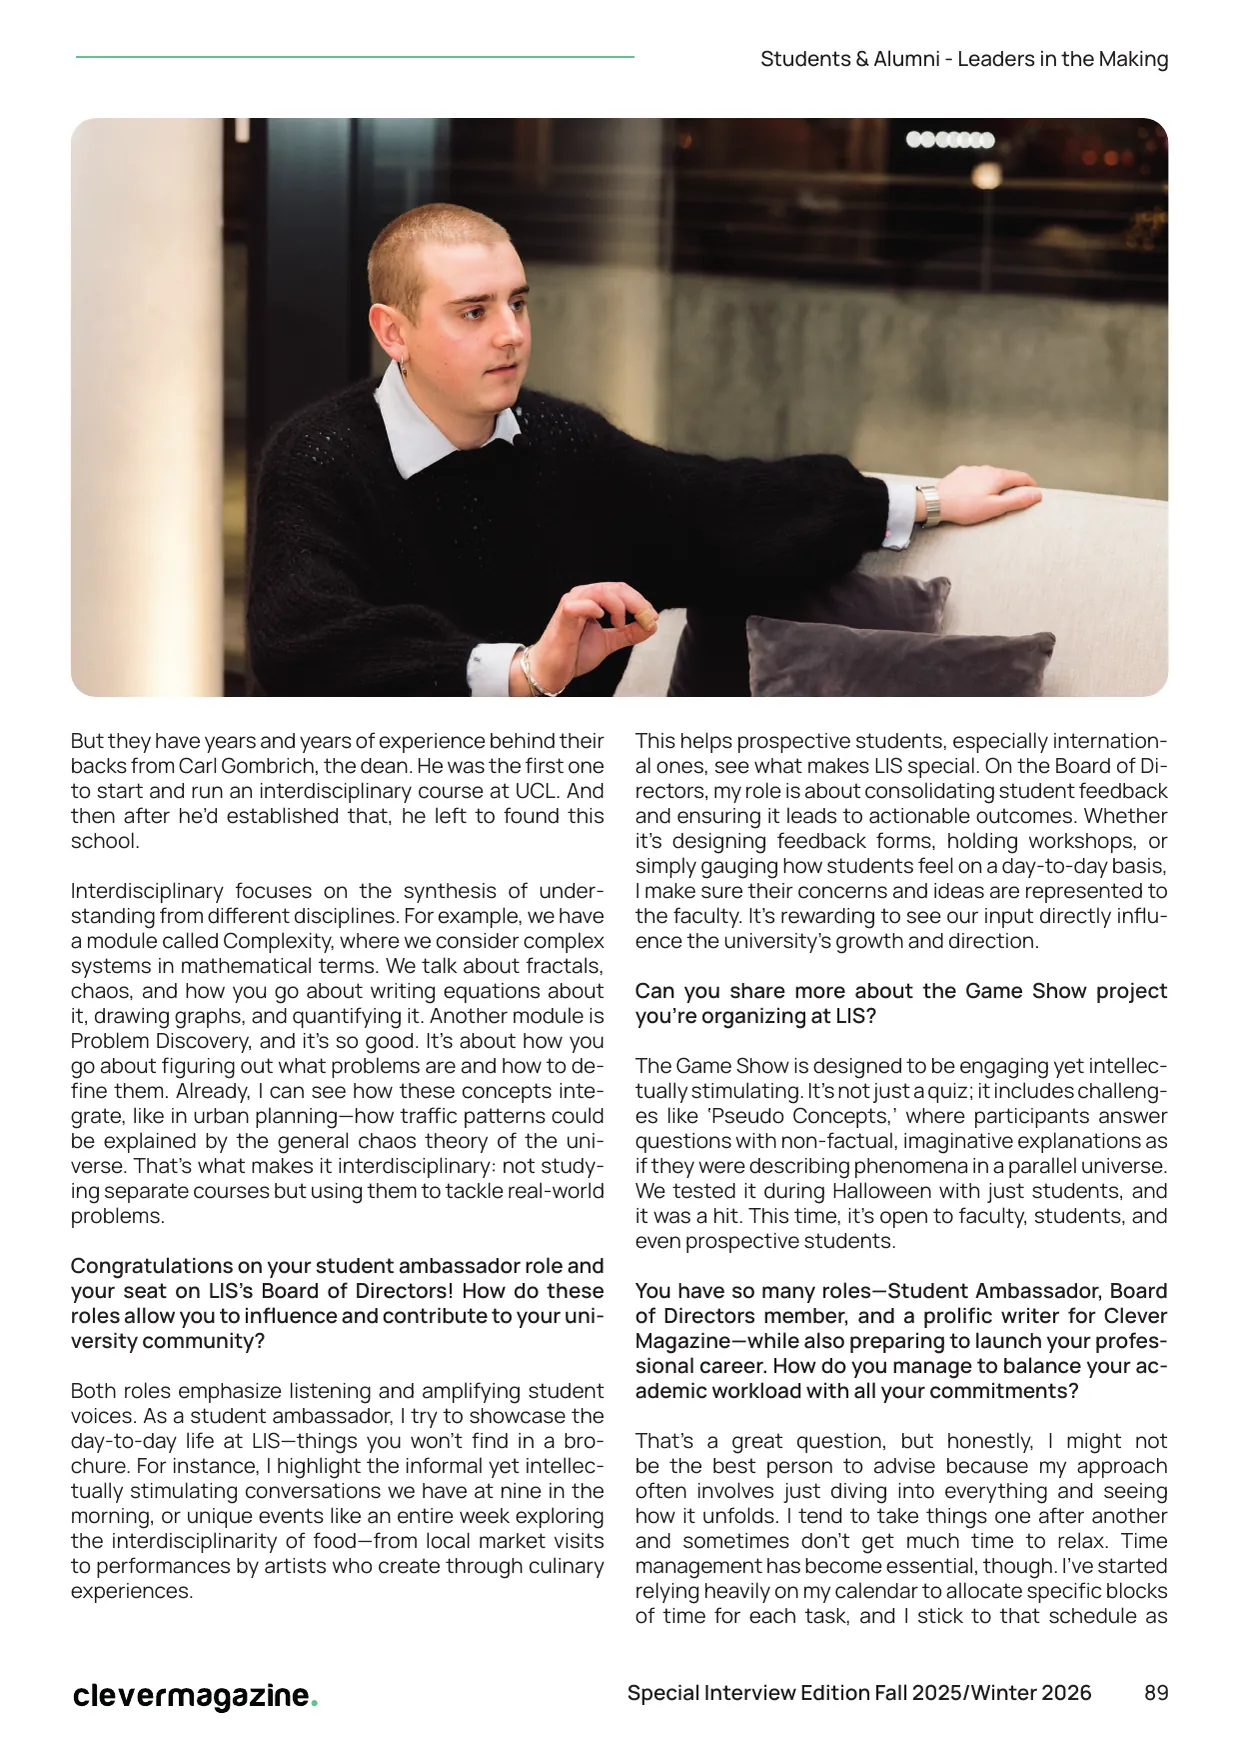 Students & Alumni - Leaders in the Making
But they have years and years of experience behind their
backs from Carl Gombrich, the dean. He was the first one
to start and run an interdisciplinary course at UCL. And
then after he’d established that, he left to found this
school.
Interdisciplinary focuses on the synthesis of under-
standing from different disciplines. For example, we have
a module called Complexity, where we consider complex
systems in mathematical terms. We talk about fractals,
chaos, and how you go about writing equations about
it, drawing graphs, and quantifying it. Another module is
Problem Discovery, and it’s so good. It’s about how you
go about figuring out what problems are and how to de-
fine them. Already, I can see how these concepts inte-
grate, like in urban planning—how traffic patterns could
be explained by the general chaos theory of the uni-
verse. That’s what makes it interdisciplinary: not study-
ing separate courses but using them to tackle real-world
problems.
Congratulations on your student ambassador role and
your seat on LIS’s Board of Directors! How do these
roles allow you to influence and contribute to your uni-
versity community?
Both roles emphasize listening and amplifying student
voices. As a student ambassador, I try to showcase the
day-to-day life at LIS—things you won’t find in a bro-
chure. For instance, I highlight the informal yet intellec-
tually stimulating conversations we have at nine in the
morning, or unique events like an entire week exploring
the interdisciplinarity of food—from local market visits
to performances by artists who create through culinary
experiences.
This helps prospective students, especially internation-
al ones, see what makes LIS special. On the Board of Di-
rectors, my role is about consolidating student feedback
and ensuring it leads to actionable outcomes. Whether
it’s designing feedback forms, holding workshops, or
simply gauging how students feel on a day-to-day basis,
I make sure their concerns and ideas are represented to
the faculty. It’s rewarding to see our input directly influ-
ence the university’s growth and direction.
Can you share more about the Game Show project
you’re organizing at LIS?
The Game Show is designed to be engaging yet intellec-
tually stimulating. It’s not just a quiz; it includes challeng-
es like ‘Pseudo Concepts,’ where participants answer
questions with non-factual, imaginative explanations as
if they were describing phenomena in a parallel universe.
We tested it during Halloween with just students, and
it was a hit. This time, it’s open to faculty, students, and
even prospective students.
You have so many roles—Student Ambassador, Board
of Directors member, and a prolific writer for Clever
Magazine—while also preparing to launch your profes-
sional career. How do you manage to balance your ac-
ademic workload with all your commitments?
That’s a great question, but honestly, I might not
be the best person to advise because my approach
often involves just diving into everything and seeing
how it unfolds. I tend to take things one after another
and sometimes don’t get much time to relax. Time
management has become essential, though. I’ve started
relying heavily on my calendar to allocate specific blocks
of time for each task, and I stick to that schedule as
clevermagazine.
Special Interview Edition Fall 2025/Winter 2026 89